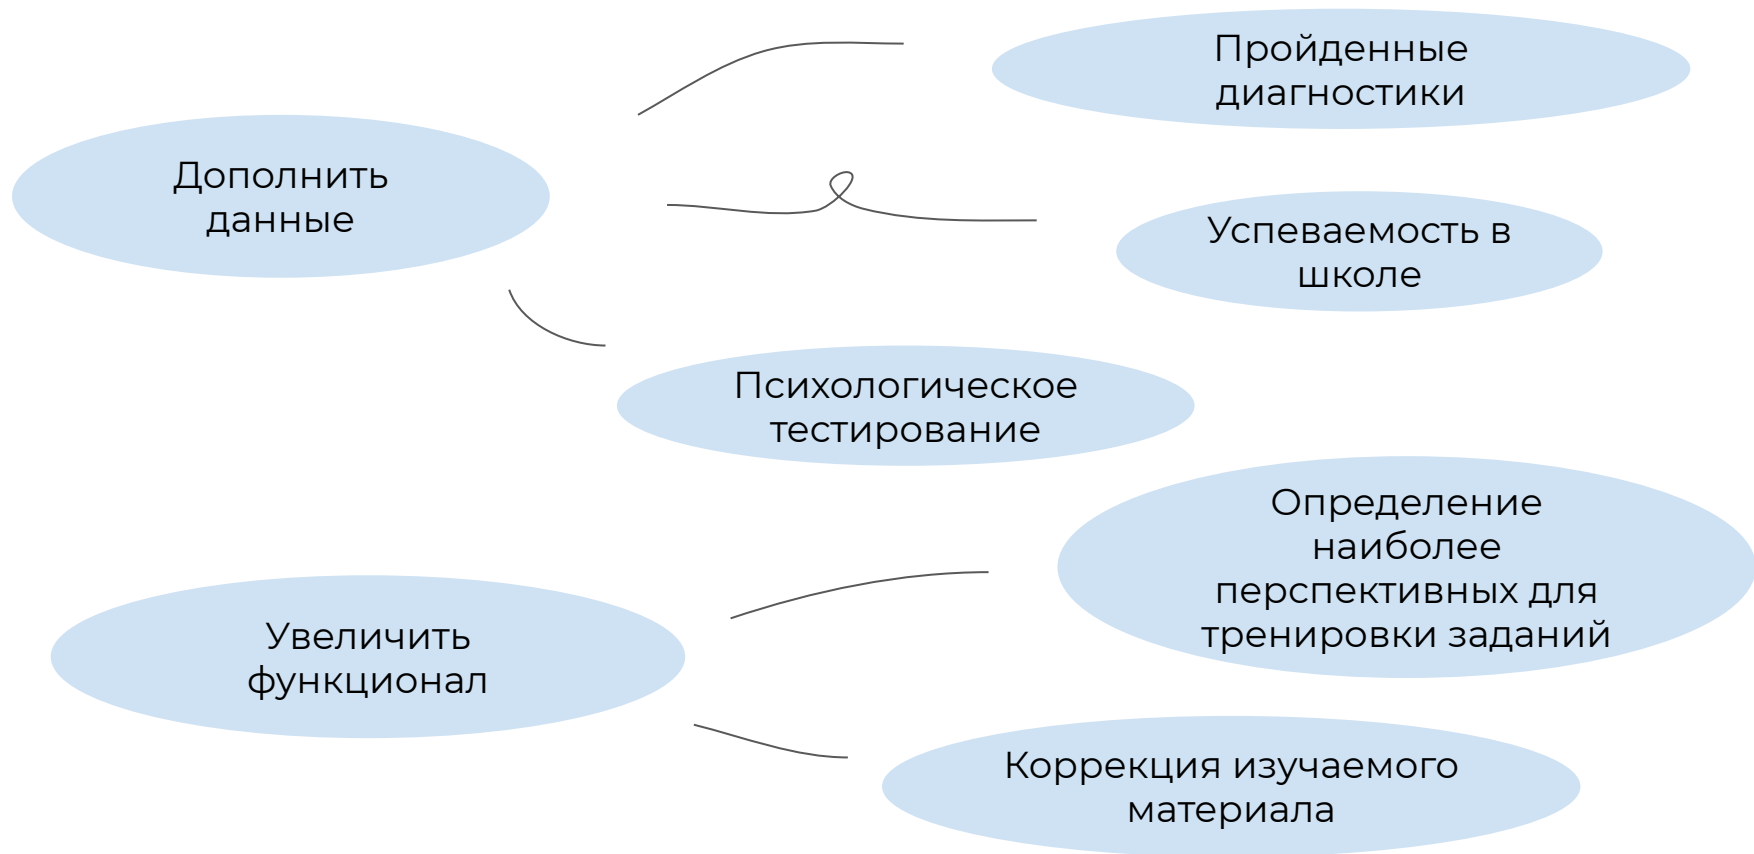 Пройденные
диагностики
Дополнить
данные
Успеваемость в
школе
Психологическое
тестирование
Определение
наиболее
перспективных для
тренировки заданий
Увеличить
функционал
Коррекция изучаемого
материала